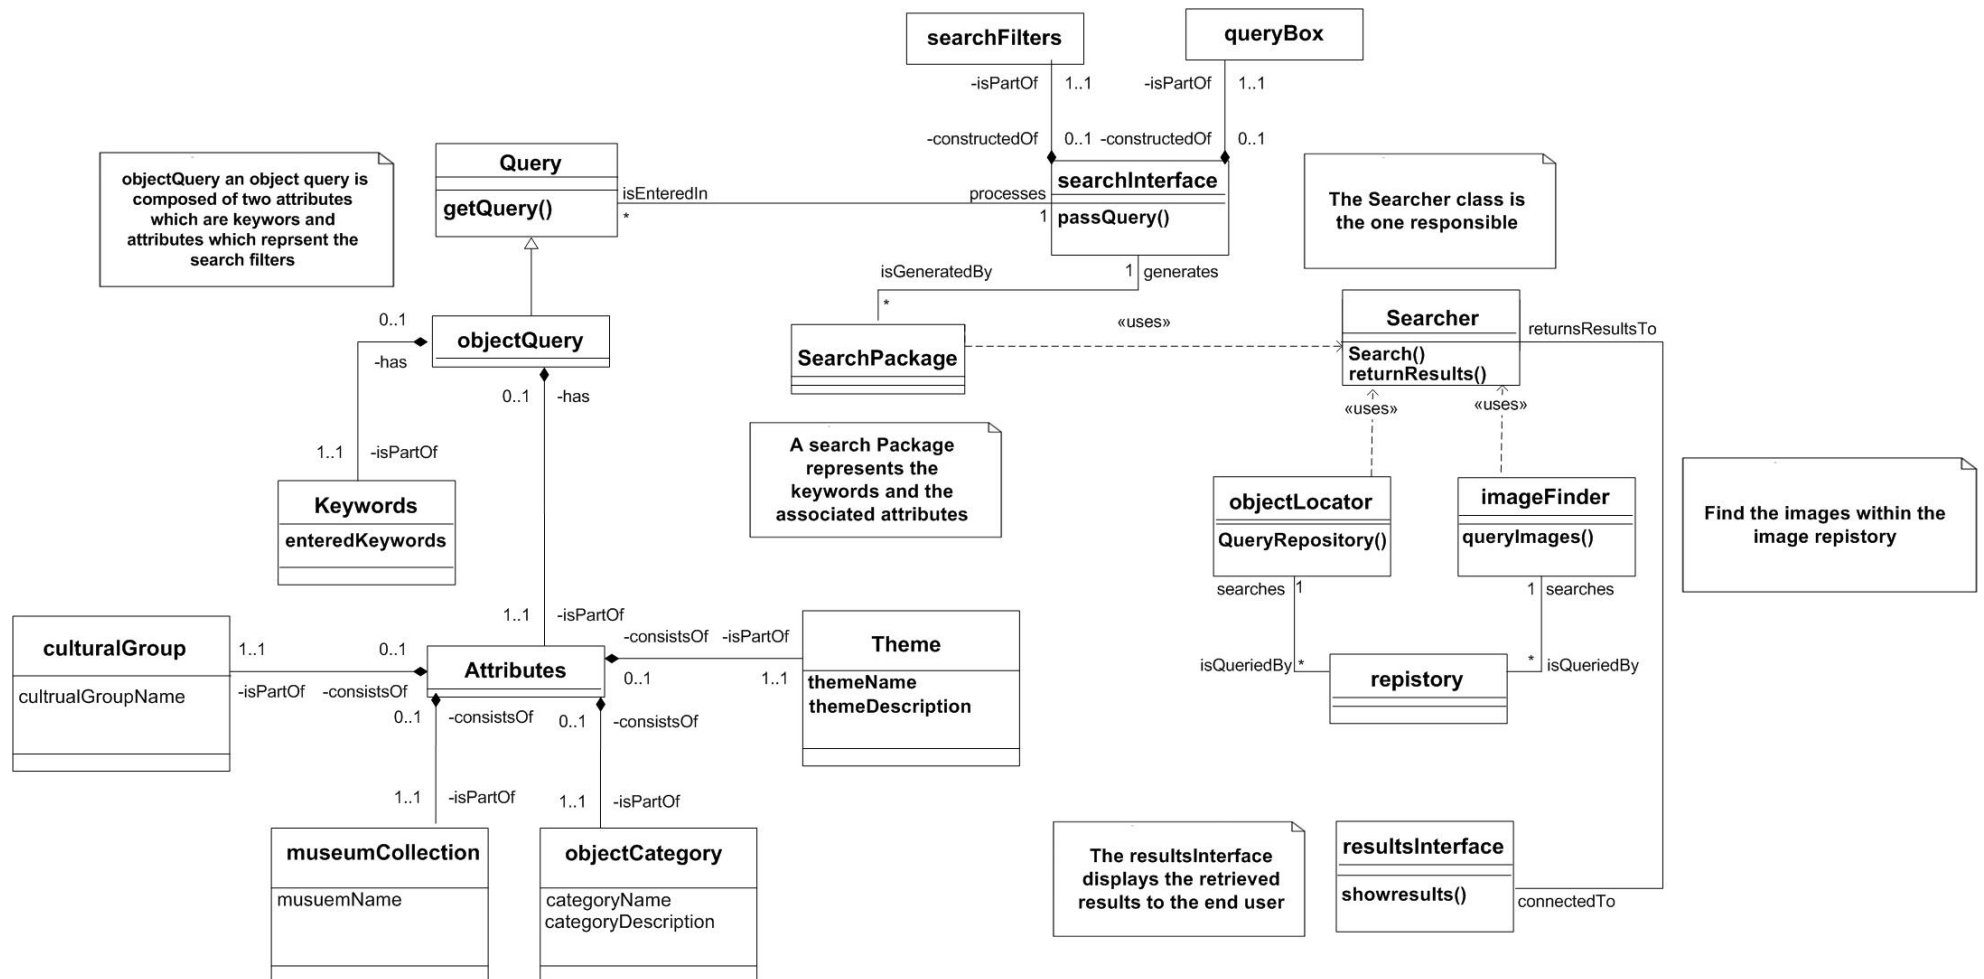 searchFilters
queryBox
-isPartOf
1..1
-isPartOf
1..1
-constructedOf
0..1
-constructedOf
0..1
objectQuery an object query is
composed of two attributes
which are keywors and
attributes which reprsent the
search filters
Query
getQuery()
isEnteredIn
*
processes
1
searchInterface
passQuery()
The Searcher class is
the one responsible
isGeneratedBy
*
1
generates
objectQuery
SearchPackage
«uses»
Searcher
Search()
returnResults()
returnsResultsTo
0..1
-has
0..1
-has
«uses»
«uses»
A search Package
represents the
keywords and the
associated attributes
1..1
-isPartOf
Keywords
enteredKeywords
objectLocator
QueryRepository()
imageFinder
queryImages()
Find the images within the
image repistory
searches
1
1
searches
isQueriedBy
*
*
isQueriedBy
repistory
1..1
-isPartOf
culturalGroup
cultrualGroupName
1..1
0..1
-isPartOf
-consistsOf
Attributes
-consistsOf
-isPartOf
0..1
1..1
Theme
themeName
themeDescription
0..1
-consistsOf
0..1
-consistsOf
1..1
-isPartOf
1..1
-isPartOf
museumCollection
musuemName
objectCategory
categoryName
categoryDescription
The resultsInterface
displays the retrieved
results to the end user
resultsInterface
showresults()
connectedTo